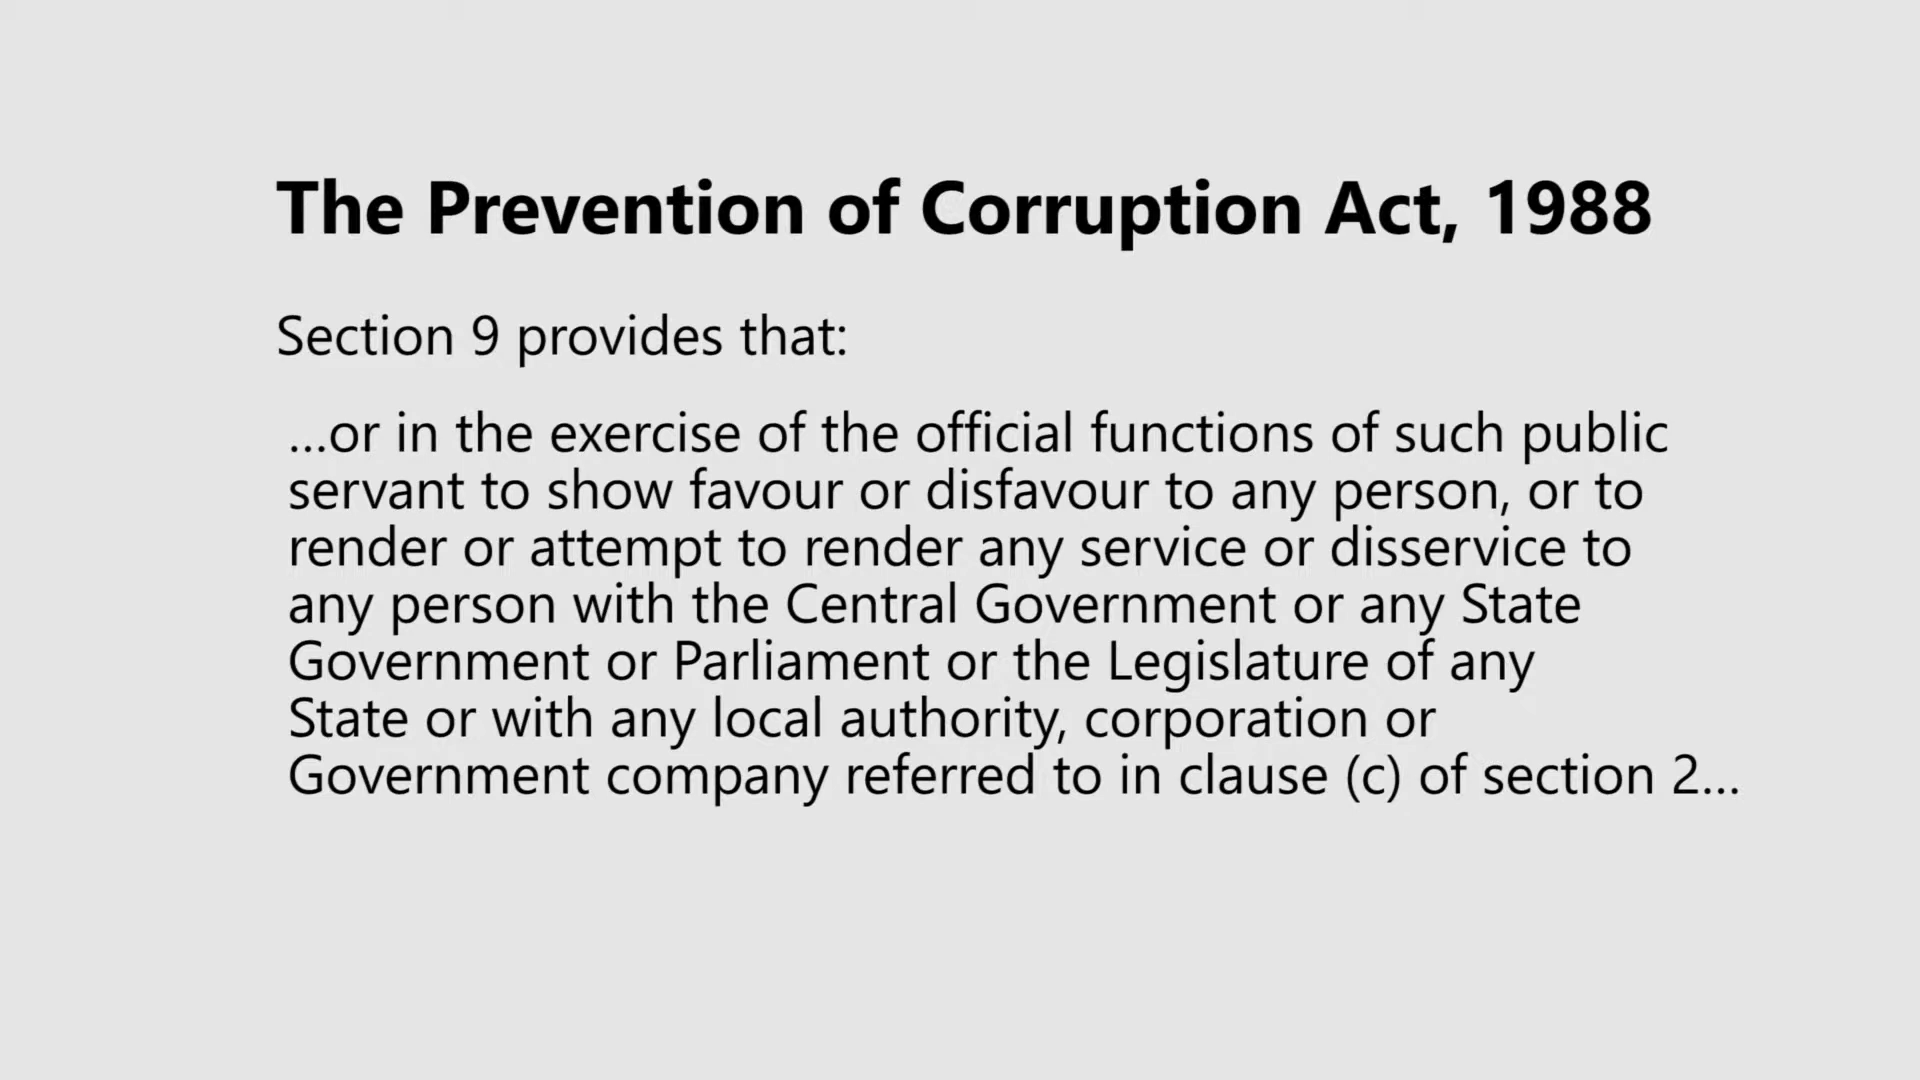 The Prevention of Corruption Act, 1988
Section 9 provides that:
...or in the exercise of the official functions of such public
servant to show favour or disfavour to any person, or to
render or attempt to render any service or disservice to
any person with the Central Government or any State
Government or Parliament or the Legislature of any
State or with any local authority, corporation or
Government company referred to in clause (c) of section 2...